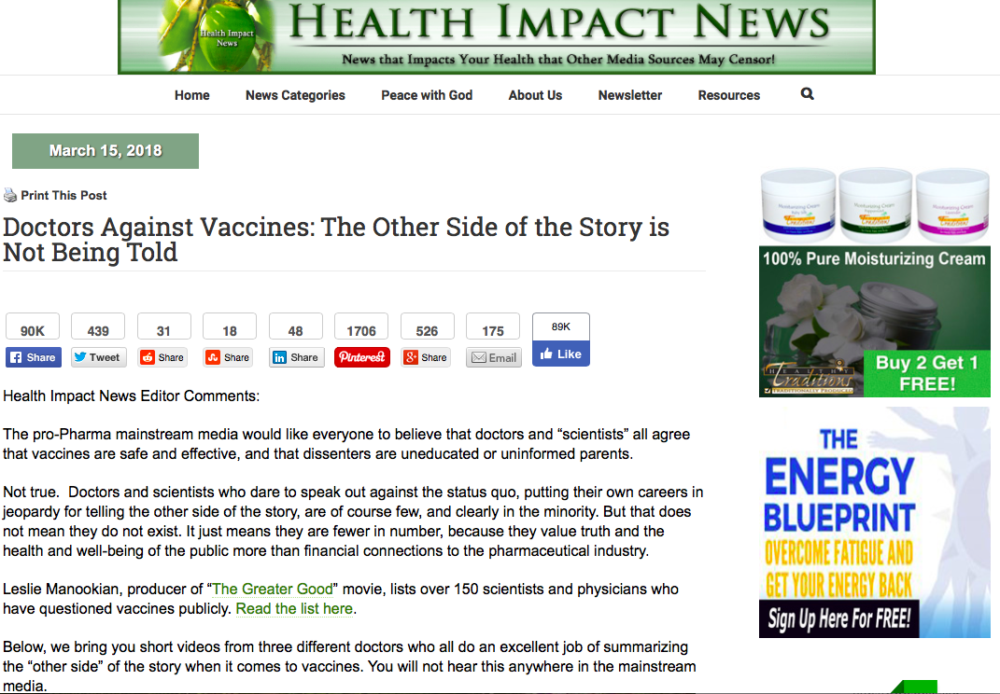 Health Impact
News
HEALTH IMPACT NEWS
News that Impacts Your Health that Other Media Sources May Censor!
Home News Categories Peace with God About Us Newsletter Resources
March 15, 2018
Print This Post
Doctors Against Vaccines: The Other Side of the Story is
Not Being Told
90K 439 31 18 48 1706 526 175 89K
Share Tweet Share Share Share Pinterest Share Email Like
Health Impact News Editor Comments:
The pro-Pharma mainstream media would like everyone to believe that doctors and “scientists” all agree
that vaccines are safe and effective, and that dissenters are uneducated or uninformed parents.
Not true.  Doctors and scientists who dare to speak out against the status quo, putting their own careers in
jeopardy for telling the other side of the story, are of course few, and clearly in the minority. But that does
not mean they do not exist. It just means they are fewer in number, because they value truth and the
health and well-being of the public more than financial connections to the pharmaceutical industry.
Leslie Manookian, producer of “The Greater Good” movie, lists over 150 scientists and physicians who
have questioned vaccines publicly. Read the list here.
Below, we bring you short videos from three different doctors who all do an excellent job of summarizing
the “other side” of the story when it comes to vaccines. You will not hear this anywhere in the mainstream
media.
Moisturizing Cream Moisturizing Cream Moisturizing Cream
100% Pure Moisturizing Cream
HEALTHY
Traditions
TRADITIONALLY PRODUCED
Buy 2 Get 1
FREE!
THE
ENERGY
BLUEPRINT
OVERCOME FATIGUE AND
GET YOUR ENERGY BACK
Sign Up Here For FREE!